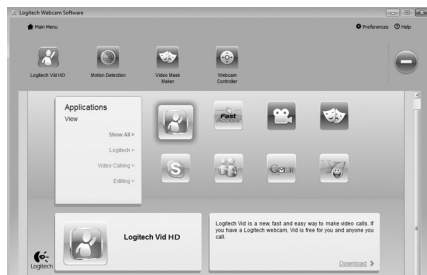 Logitech Webcam Software
Main Menu
Preferences
Help
Logitech Vid HD
Motion Detection
Video Mask
Maker
Webcam
Controller
Applications
View
Show All >
Logitech >
Video Calling >
Editing >
Fast
Access
Logitech Vid HD
Logitech Vid is a new, fast and easy way to make video calls. If
you have a Logitech webcam, Vid is free for you and anyone you
call.
Download >
Logitech